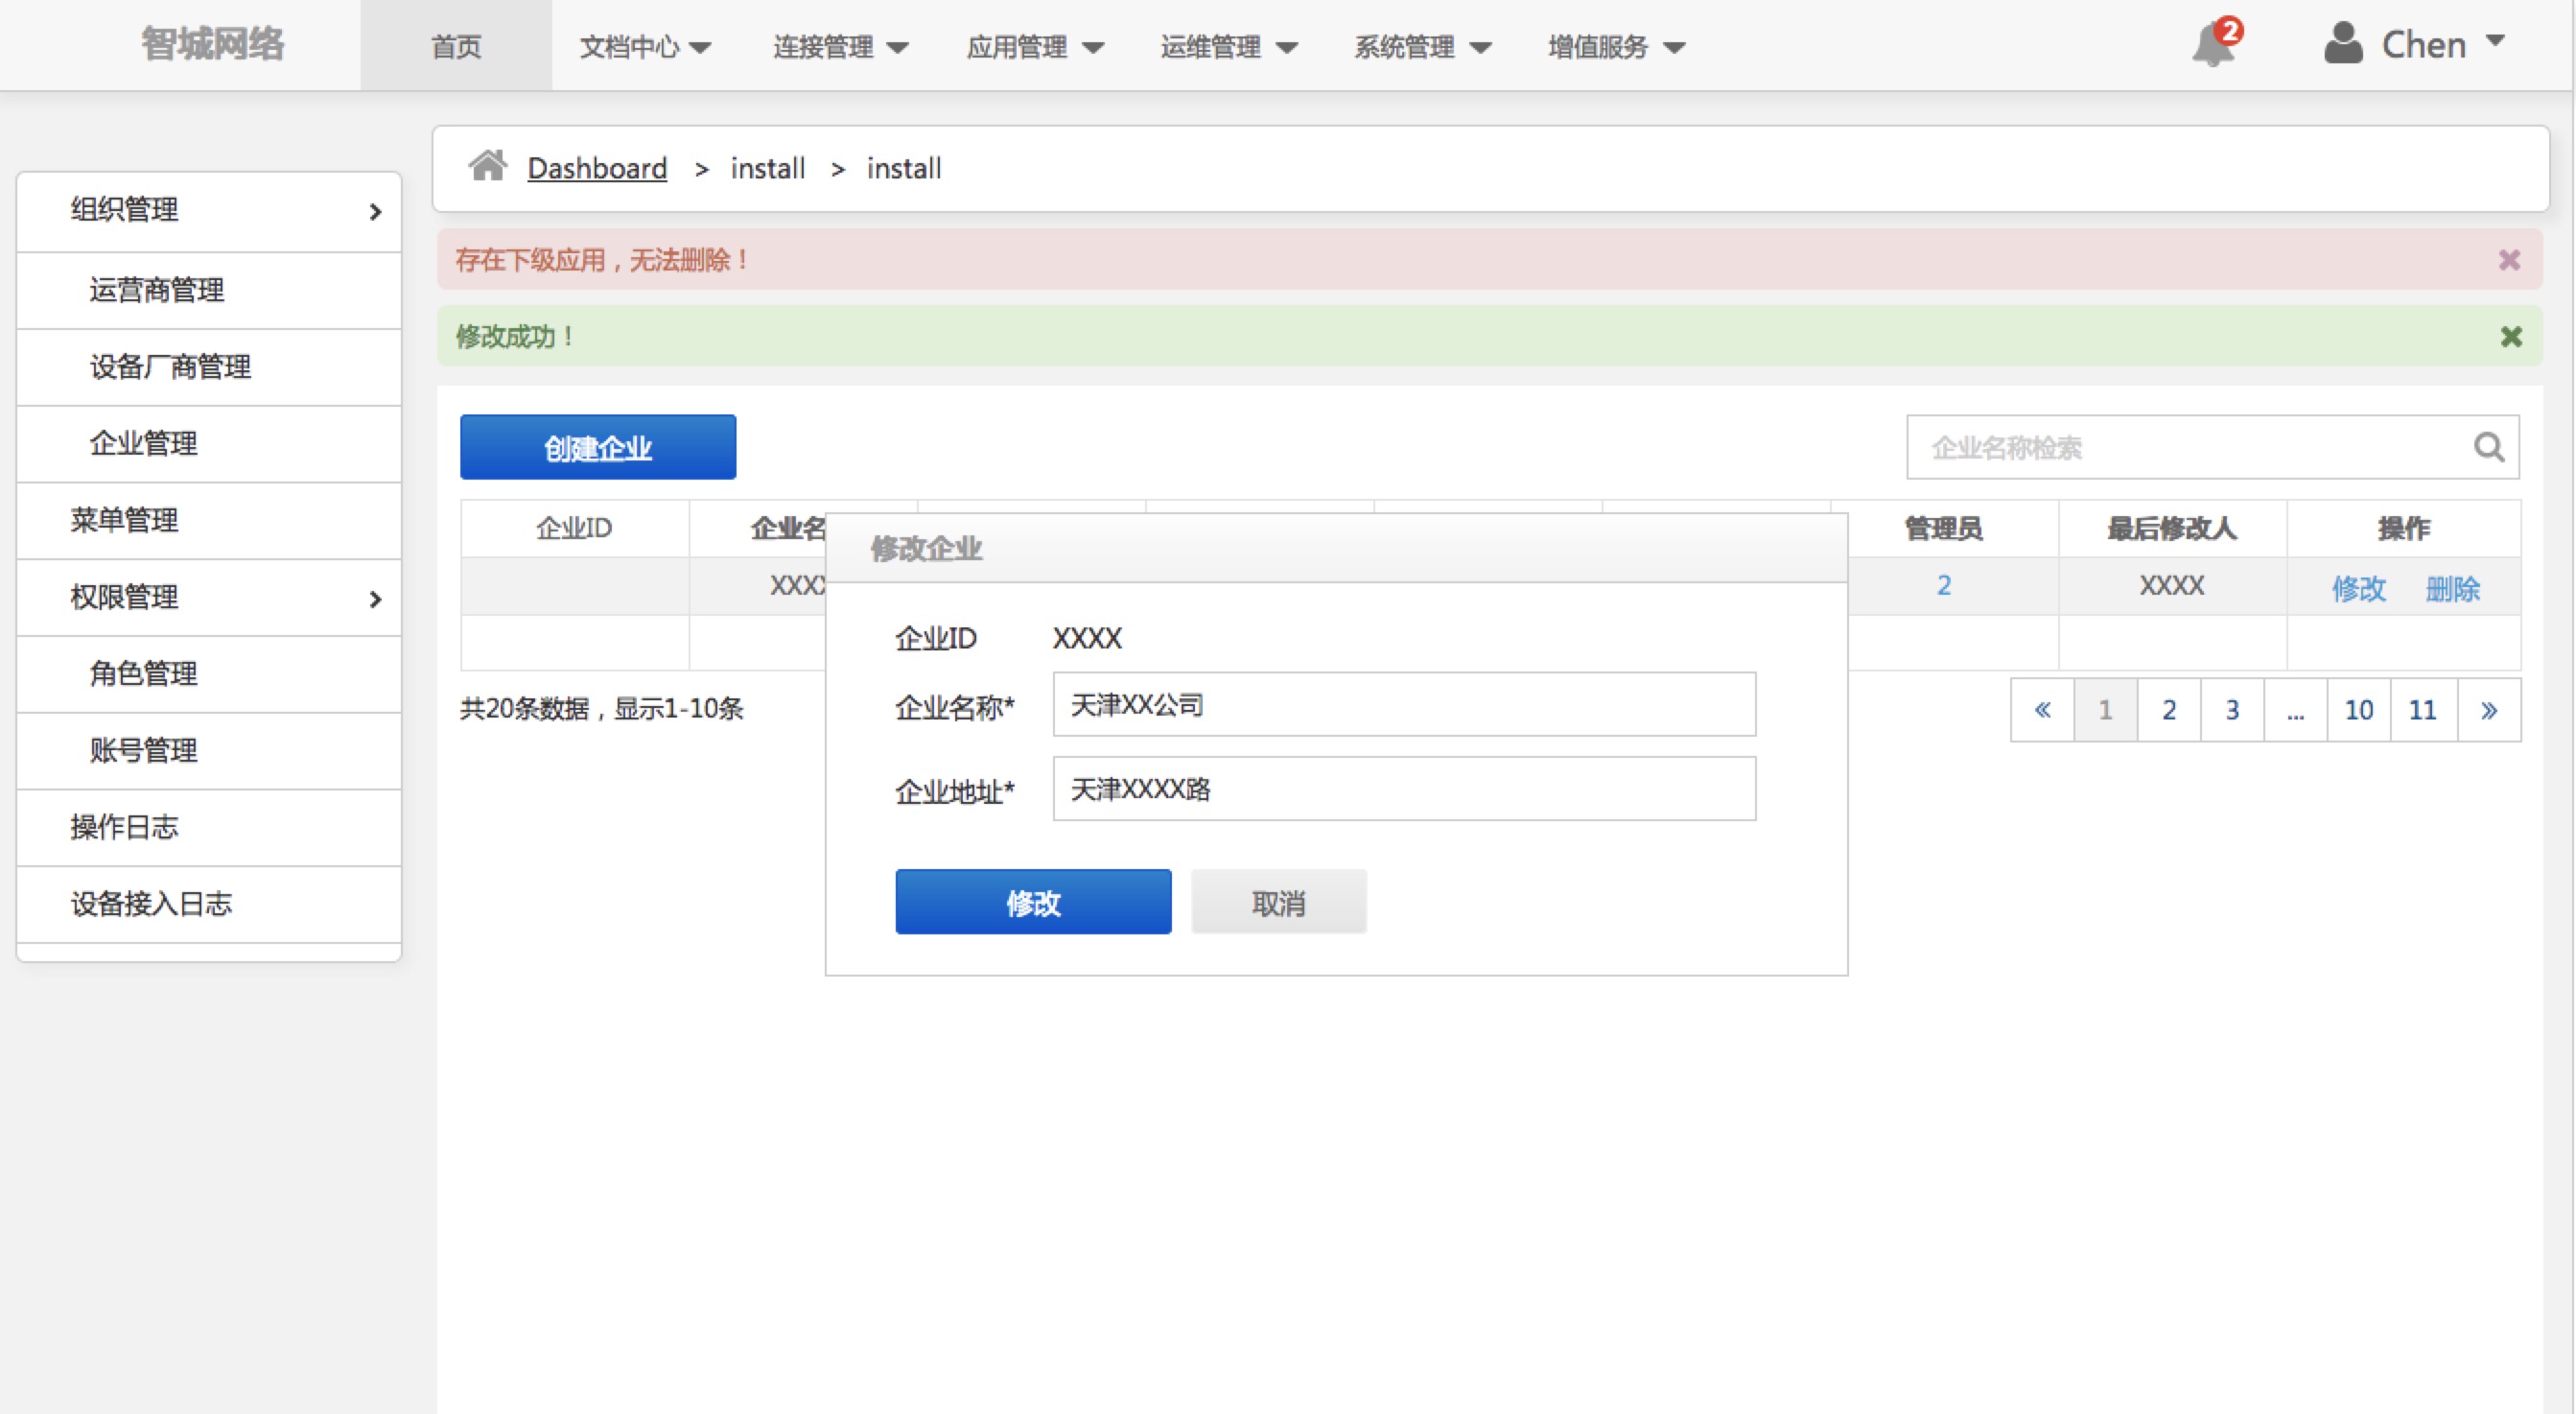 智城网络 首页 文档中心 连接管理 应用管理 运维管理 系统管理 增值服务 2 Chen
Dashboard > install > install
组织管理
运营商管理
设备厂商管理
企业管理
菜单管理
权限管理
角色管理
账号管理
操作日志
设备接入日志
存在下级应用，无法删除！
修改成功！
创建企业 企业名称检索
企业ID 企业名 管理员 最后修改人 操作
XXXX 2 XXXX 修改 删除
共20条数据，显示1-10条 « 1 2 3 ... 10 11 »
修改企业
企业ID XXXX
企业名称* 天津XX公司
企业地址* 天津XXXX路
修改 取消